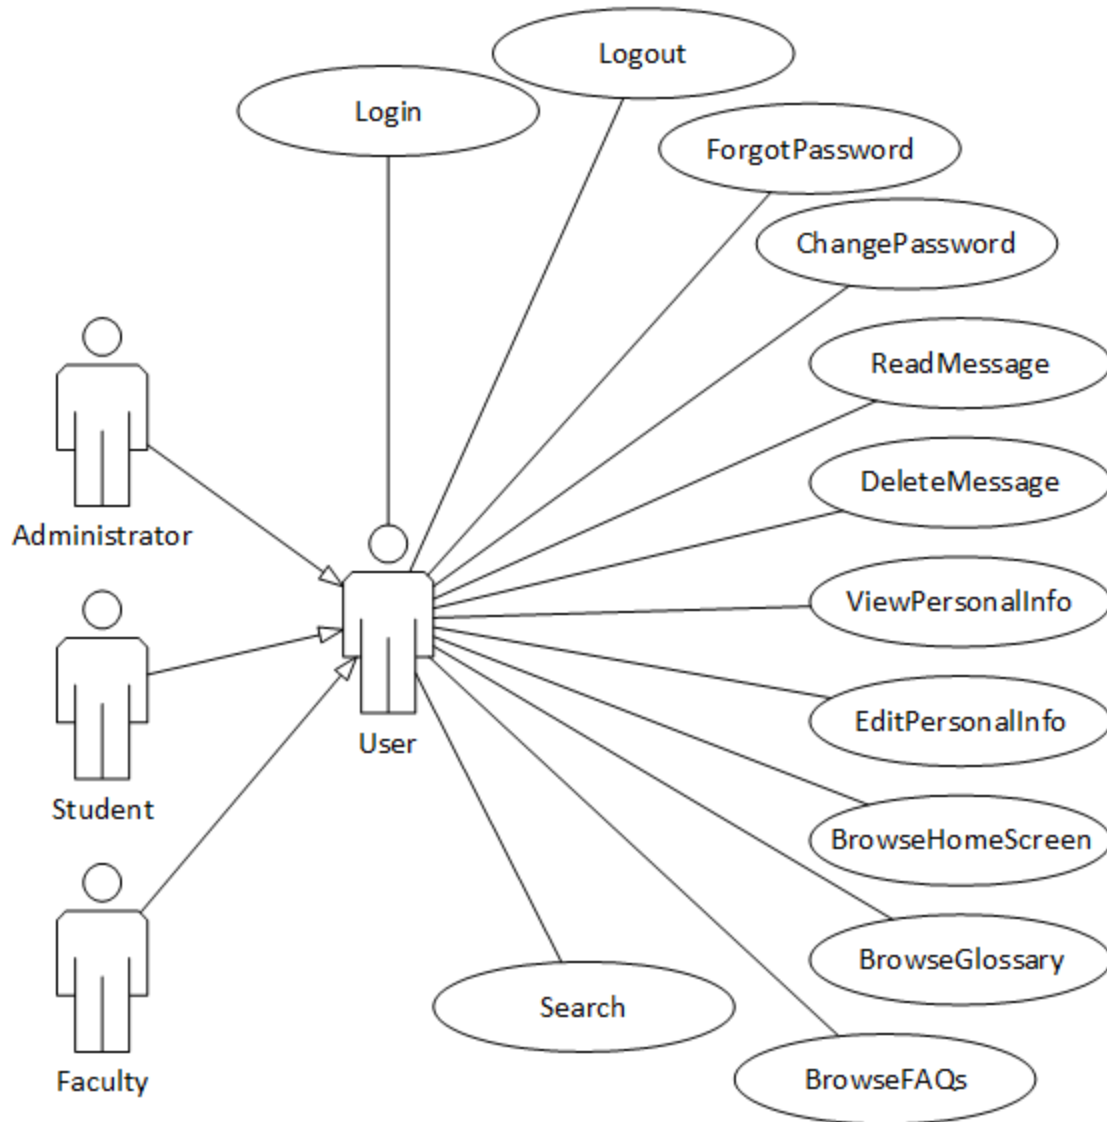 Logout
Login
ForgotPassword
ChangePassword
ReadMessage
DeleteMessage
Administrator
ViewPersonalInfo
EditPersonalInfo
User
Student
BrowseHomeScreen
BrowseGlossary
Search
Faculty
BrowseFAQs